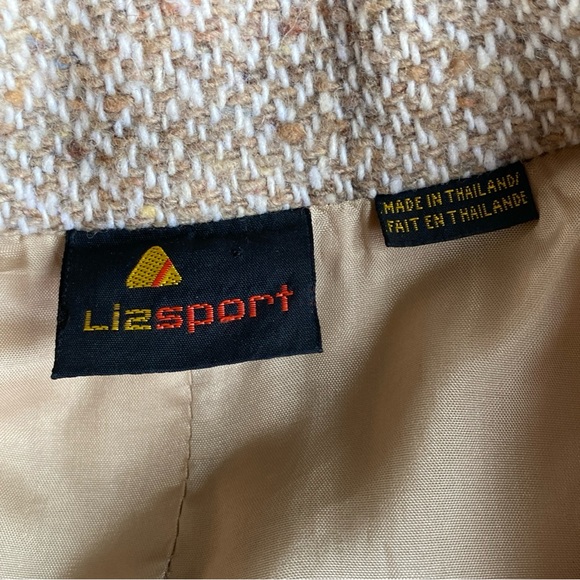 Lizsport
MADE IN THAILAND/
FAIT EN THAILANDE